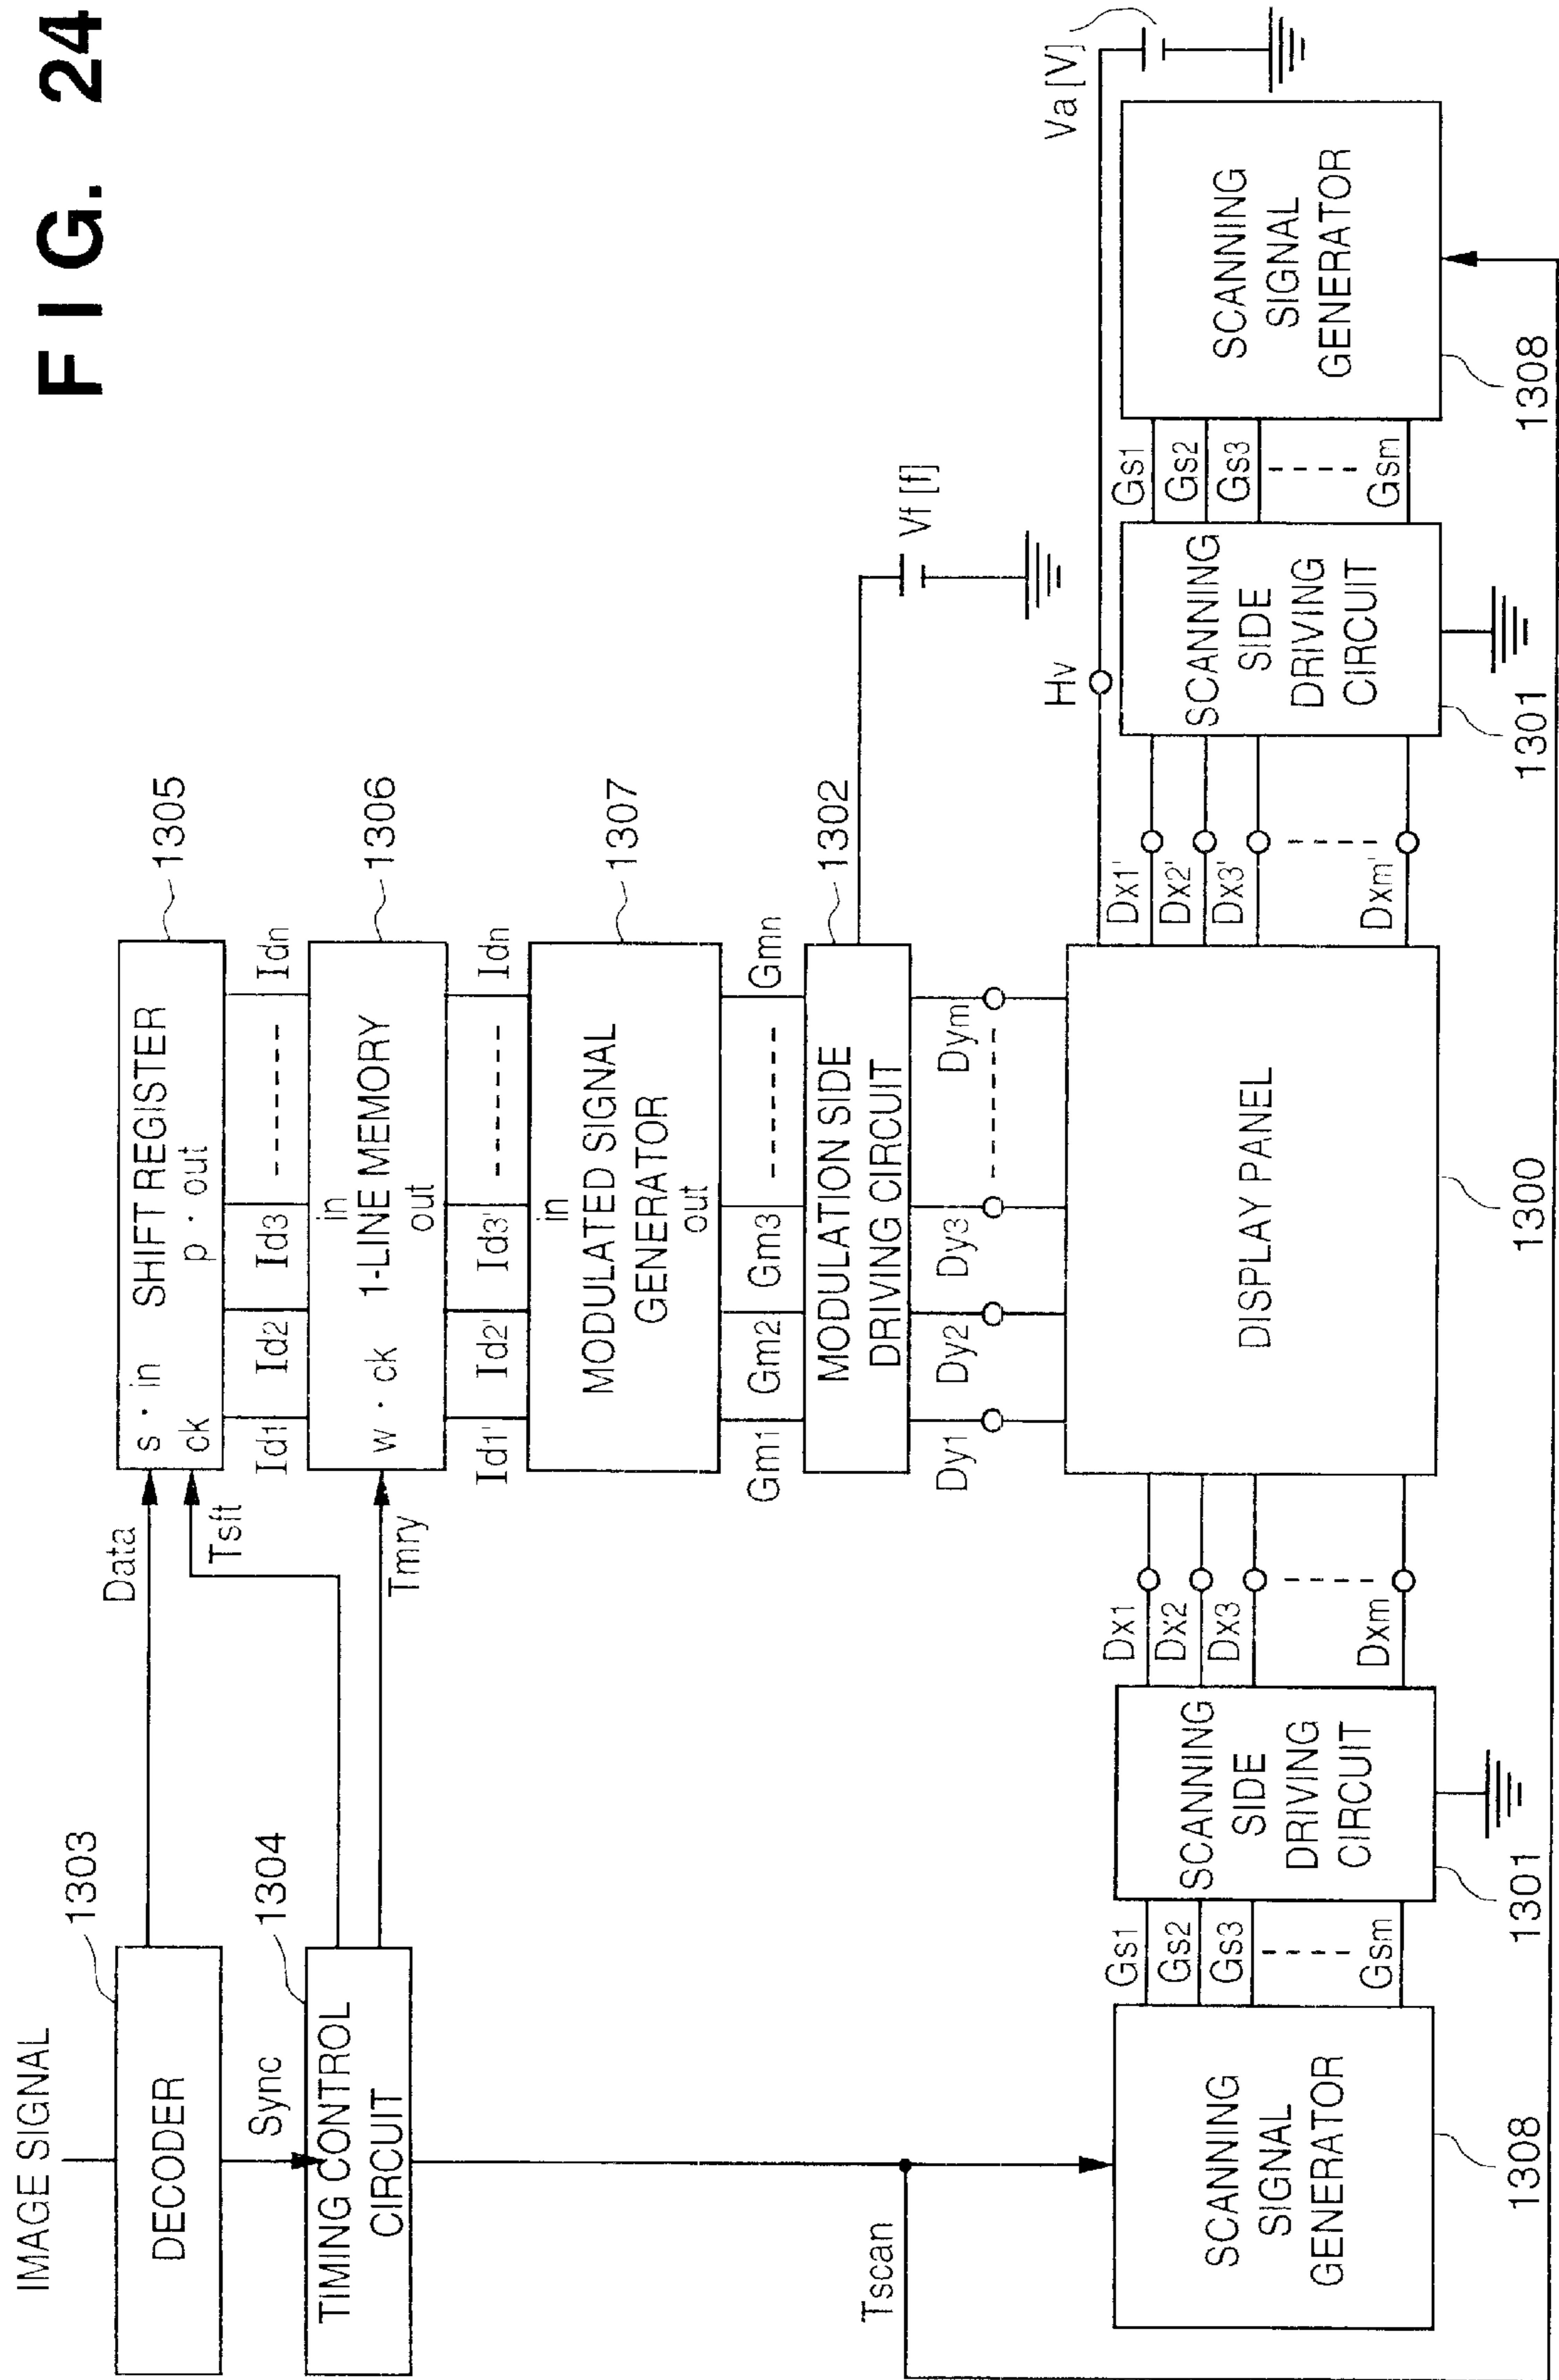 FIG. 24
IMAGE SIGNAL
1303
DECODER
Data
Sync
1304
TIMING CONTROL
CIRCUIT
Tsft
Tmry
Tscan
1305
s · in SHIFT REGISTER
ck p · out
Id1 Id2 Id3 Idn
1306
in
w · ck 1-LINE MEMORY
out
Id1' Id2' Id3' Idn
1307
in
MODULATED SIGNAL
GENERATOR
out
Gm1 Gm2 Gm3 Gmn
1302
MODULATION SIDE
DRIVING CIRCUIT
Vf [f]
Dy1 Dy2 Dy3 Dym
DISPLAY PANEL
1300
SCANNING
SIGNAL
GENERATOR
1308
Gs1
Gs2
Gs3
Gsm
SCANNING
SIDE
DRIVING
CIRCUIT
1301
Dx1
Dx2
Dx3
Dxm
Hv
Va [V]
Dx1'
Dx2'
Dx3'
Dxm'
SCANNING
SIDE
DRIVING
CIRCUIT
1301
Gs1
Gs2
Gs3
Gsm
SCANNING
SIGNAL
GENERATOR
1308